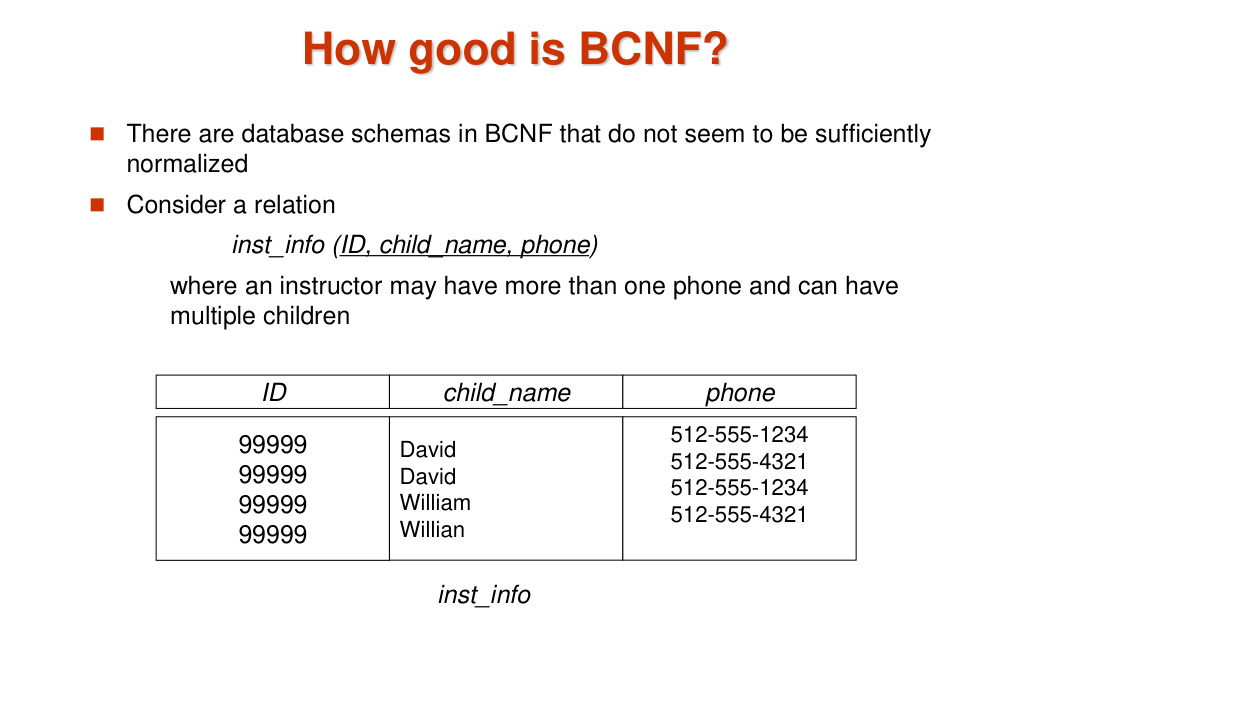 How good is BCNF?
There are database schemas in BCNF that do not seem to be sufficiently
normalized
Consider a relation
inst_info (ID, child_name, phone)
where an instructor may have more than one phone and can have
multiple children
ID child_name phone
99999 David 512-555-1234
99999 David 512-555-4321
99999 William 512-555-1234
99999 Willian 512-555-4321
inst_info